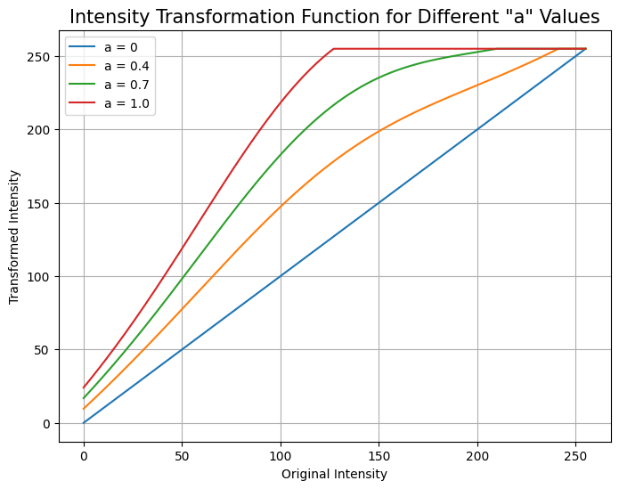 Intensity Transformation Function for Different "a" Values
a = 0
a = 0.4
a = 0.7
a = 1.0
Transformed Intensity
250
200
150
100
50
0
0 50 100 150 200 250
Original Intensity